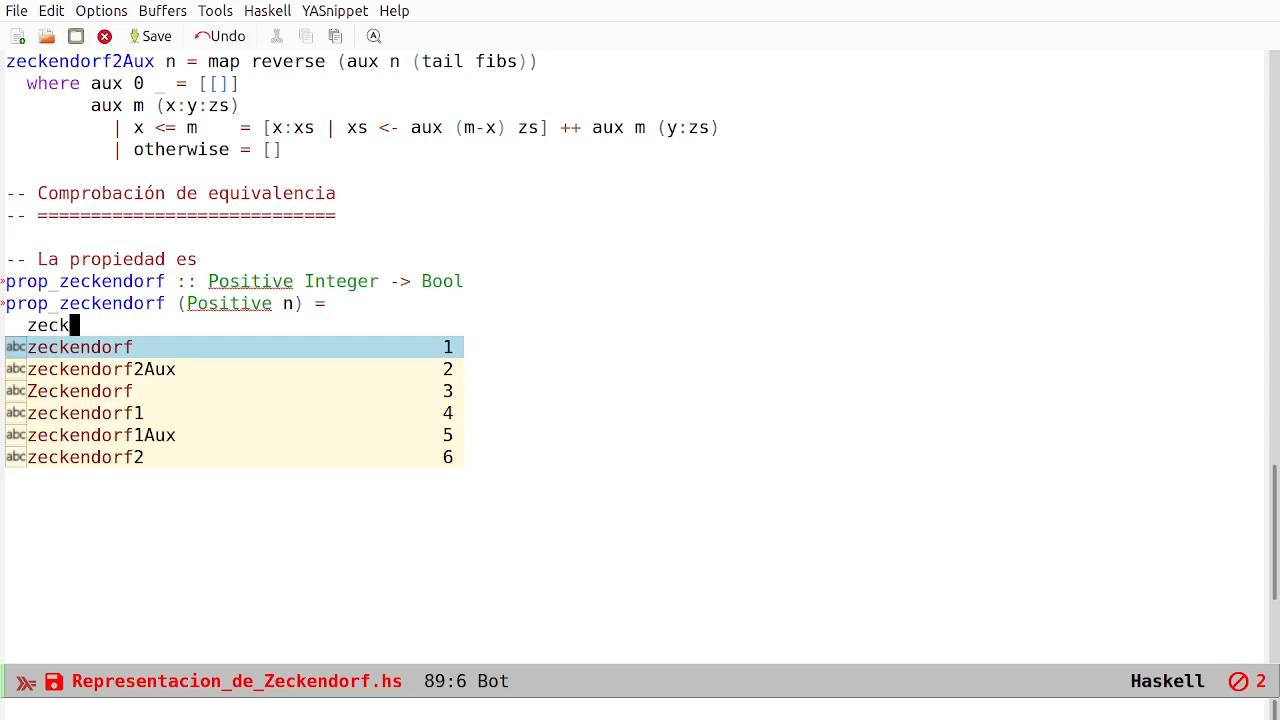 File Edit Options Buffers Tools Haskell YASnippet Help
Save Undo
zeckendorf2Aux n = map reverse (aux n (tail fibs))
  where aux 0 _ = [[]]
        aux m (x:y:zs)
          | x <= m    = [x:xs | xs <- aux (m-x) zs] ++ aux m (y:zs)
          | otherwise = []
-- Comprobación de equivalencia
-- ============================
-- La propiedad es
prop_zeckendorf :: Positive Integer -> Bool
prop_zeckendorf (Positive n) =
  zeck
abc zeckendorf 1
abc zeckendorf2Aux 2
abc Zeckendorf 3
abc zeckendorf1 4
abc zeckendorf1Aux 5
abc zeckendorf2 6
Representacion_de_Zeckendorf.hs 89:6 Bot Haskell 2